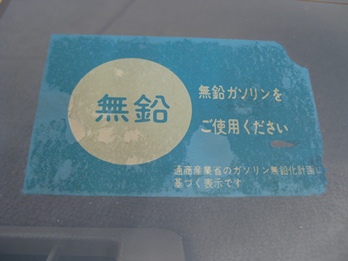 無鉛
無鉛ガソリンを
ご使用ください
通商産業省のガソリン無鉛化計画に
基づく表示です